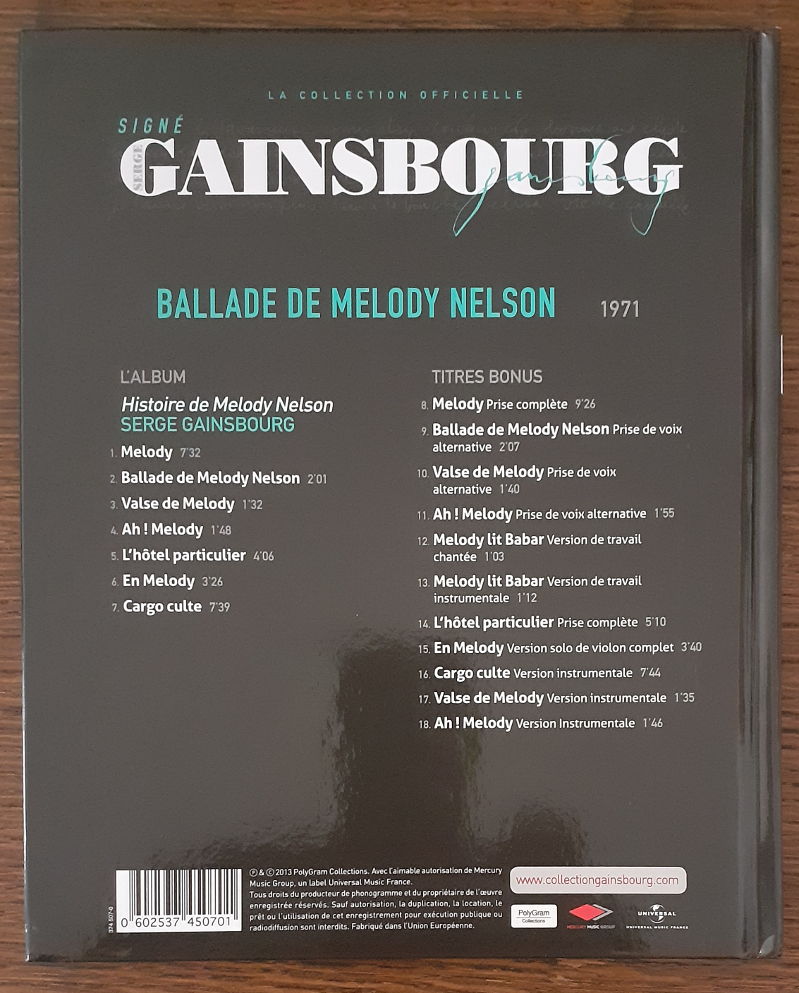 LA COLLECTION OFFICIELLE
SIGNÉ
SERGE
GAINSBOURG
gainsbourg
BALLADE DE MELODY NELSON 1971
L'ALBUM
Histoire de Melody Nelson
SERGE GAINSBOURG
1. Melody 7'32
2. Ballade de Melody Nelson 2'01
3. Valse de Melody 1'32
4. Ah ! Melody 1'48
5. L'hôtel particulier 4'06
6. En Melody 3'26
7. Cargo culte 7'39
TITRES BONUS
8. Melody Prise complète 9'26
9. Ballade de Melody Nelson Prise de voix
alternative 2'07
10. Valse de Melody Prise de voix
alternative 1'40
11. Ah ! Melody Prise de voix alternative 1'55
12. Melody lit Babar Version de travail
chantée 1'03
13. Melody lit Babar Version de travail
instrumentale 1'12
14. L'hôtel particulier Prise complète 5'10
15. En Melody Version solo de violon complet 3'40
16. Cargo culte Version instrumentale 7'44
17. Valse de Melody Version instrumentale 1'35
18. Ah ! Melody Version Instrumentale 1'46
374 507-0
0 602537 450701
℗ & © 2013 PolyGram Collections. Avec l'aimable autorisation de Mercury
Music Group, un label Universal Music France.
Tous droits du producteur de phonogramme et du propriétaire de l'œuvre
enregistrée réservés. Sauf autorisation, la duplication, la location, le
prêt ou l'utilisation de cet enregistrement pour exécution publique ou
radiodiffusion sont interdits. Fabriqué dans l'Union Européenne.
www.collectiongainsbourg.com
PolyGram
Collections
MERCURY MUSIC GROUP
UNIVERSAL
UNIVERSAL MUSIC FRANCE